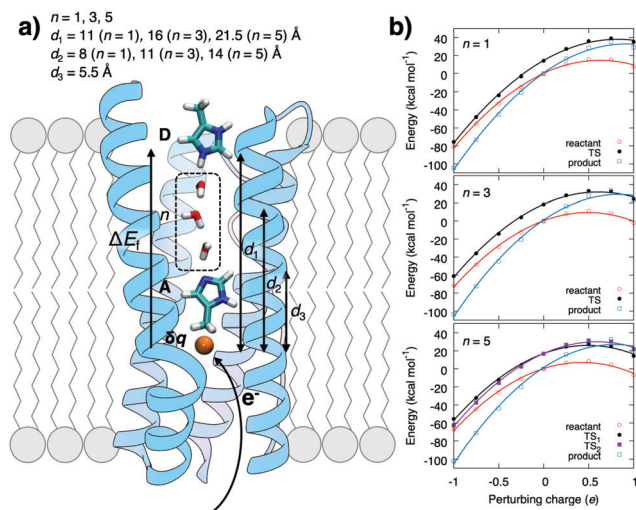 a)
n = 1, 3, 5
d1 = 11 (n = 1), 16 (n = 3), 21.5 (n = 5) Å
d2 = 8 (n = 1), 11 (n = 3), 14 (n = 5) Å
d3 = 5.5 Å
D
n
ΔEf
d1
A
d2
d3
δq
e-
b)
n = 1
Energy (kcal mol-1)
40
20
0
-20
-40
-60
-80
-100
reactant
TS
product
n = 3
Energy (kcal mol-1)
40
20
0
-20
-40
-60
-80
-100
reactant
TS
product
n = 5
Energy (kcal mol-1)
40
20
0
-20
-40
-60
-80
-100
reactant
TS1
TS2
product
-1 -0.5 0 0.5 1
Perturbing charge (e)